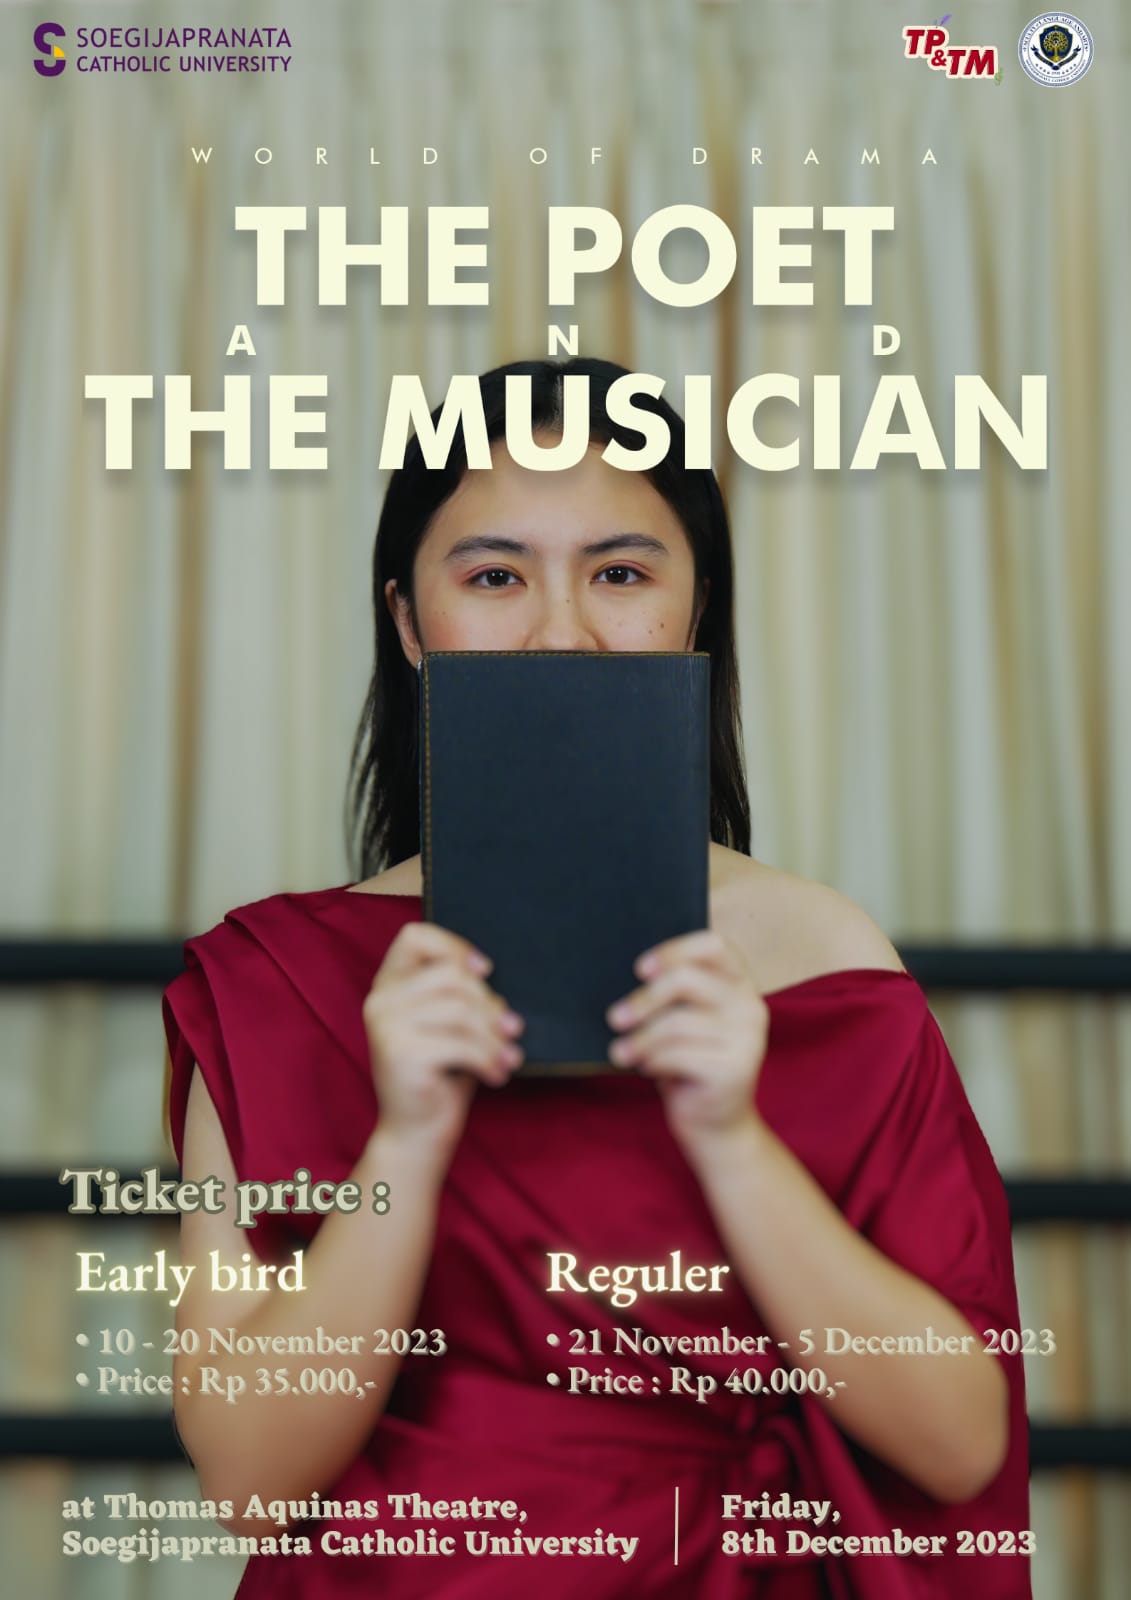 SOEGIJAPRANATA
CATHOLIC UNIVERSITY
TP
&TM
WORLD OF DRAMA
THE POET
AND
THE MUSICIAN
Ticket price :
Early bird
• 10 - 20 November 2023
• Price : Rp 35.000,-
Reguler
• 21 November - 5 December 2023
• Price : Rp 40.000,-
at Thomas Aquinas Theatre,
Soegijapranata Catholic University
Friday,
8th December 2023